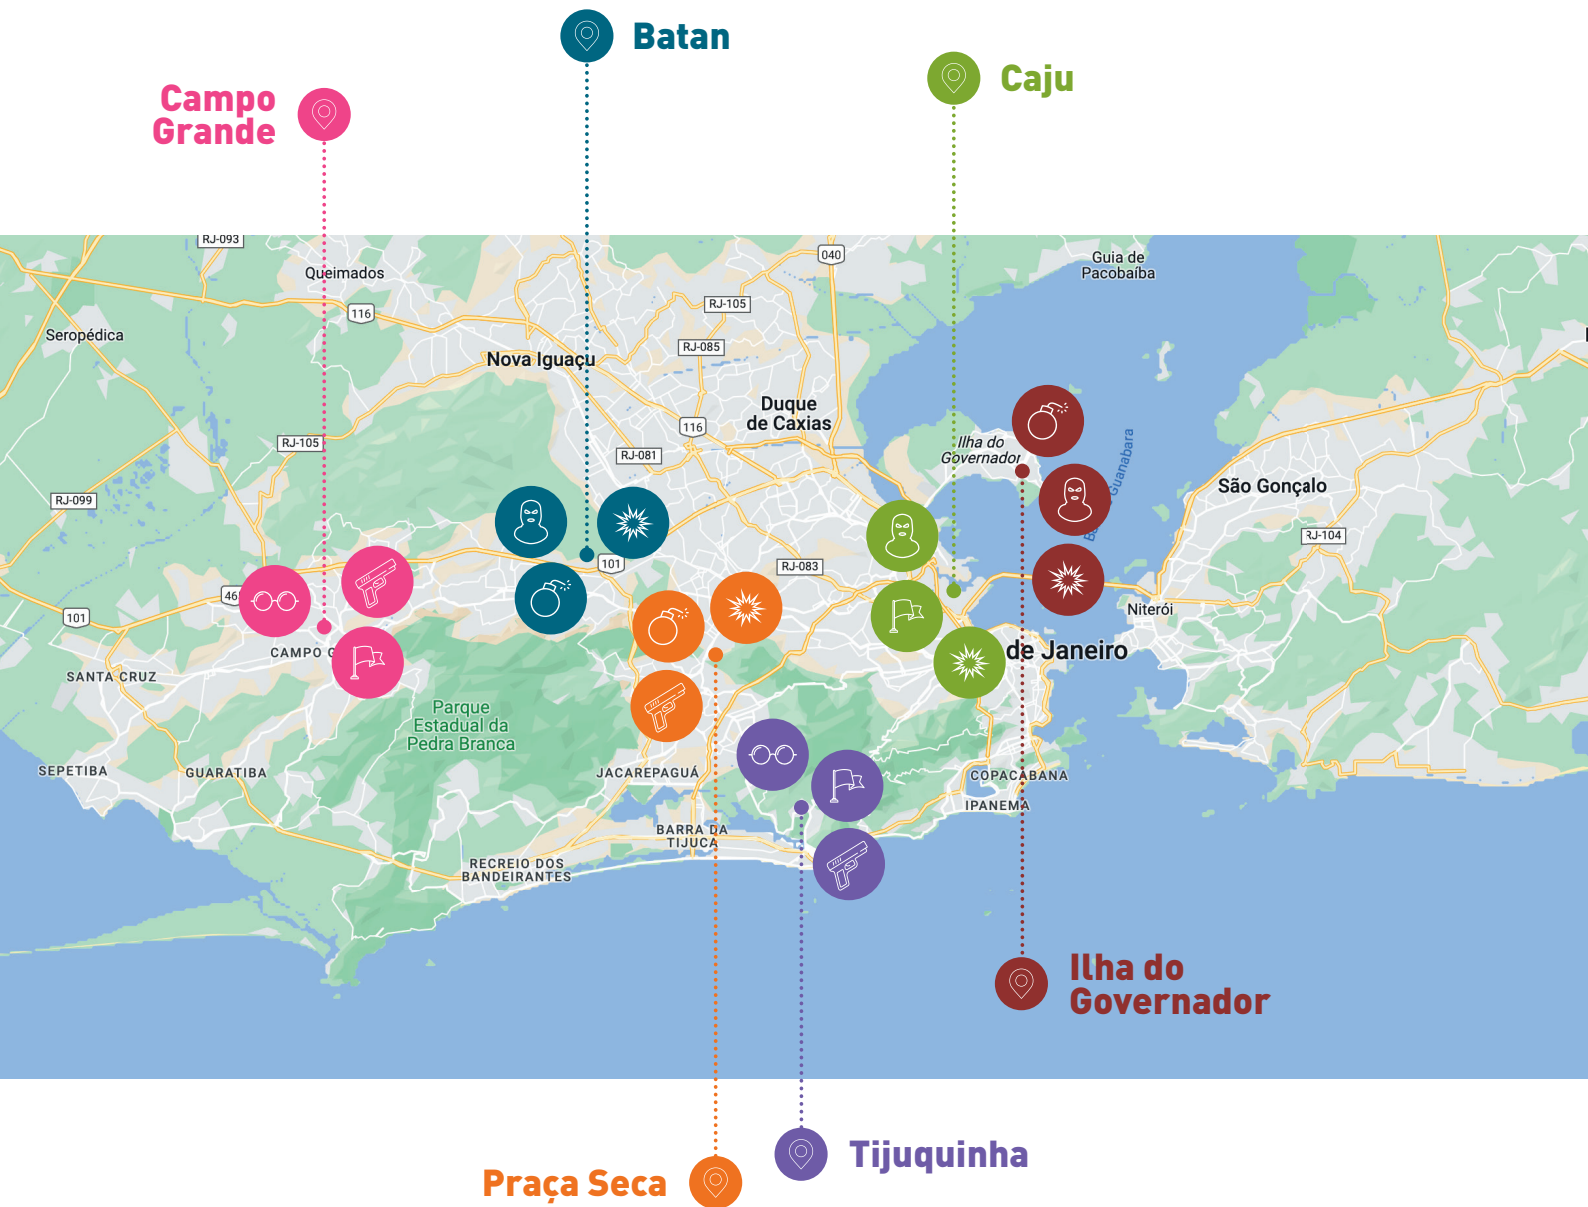 Batan
Caju
Campo
Grande
RJ-093
Queimados
040
Guia de
Pacobaíba
116
RJ-105
Seropédica
RJ-085
Nova Iguaçu
Duque
de Caxias
116
RJ-105
RJ-081
Ilha do
Governador
Guanabara
São Gonçalo
RJ-099
RJ-104
101
RJ-083
46
101
Niterói
CAMPO G
de Janeiro
SANTA CRUZ
Parque
Estadual da
Pedra Branca
SEPETIBA
GUARATIBA
JACAREPAGUÁ
COPACABANA
IPANEMA
BARRA DA
TIJUCA
RECREIO DOS
BANDEIRANTES
Ilha do
Governador
Tijuquinha
Praça Seca